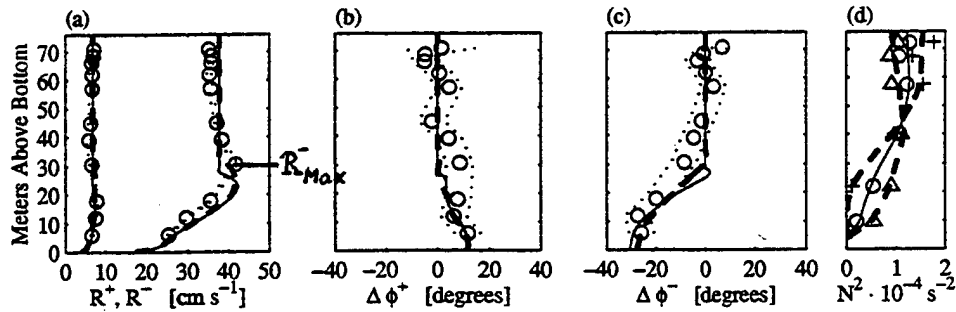 (a) (b) (c) (d)
Meters Above Bottom
70
60
50
40
30
20
10
0
R⁻Max
0 10 20 30 40 50
−40 −20 0 20 40
−40 −20 0 20 40
0 1 2
R⁺, R⁻ [cm s⁻¹]
Δ ϕ⁺ [degrees]
Δ ϕ⁻ [degrees]
N² · 10⁻⁴ s⁻²